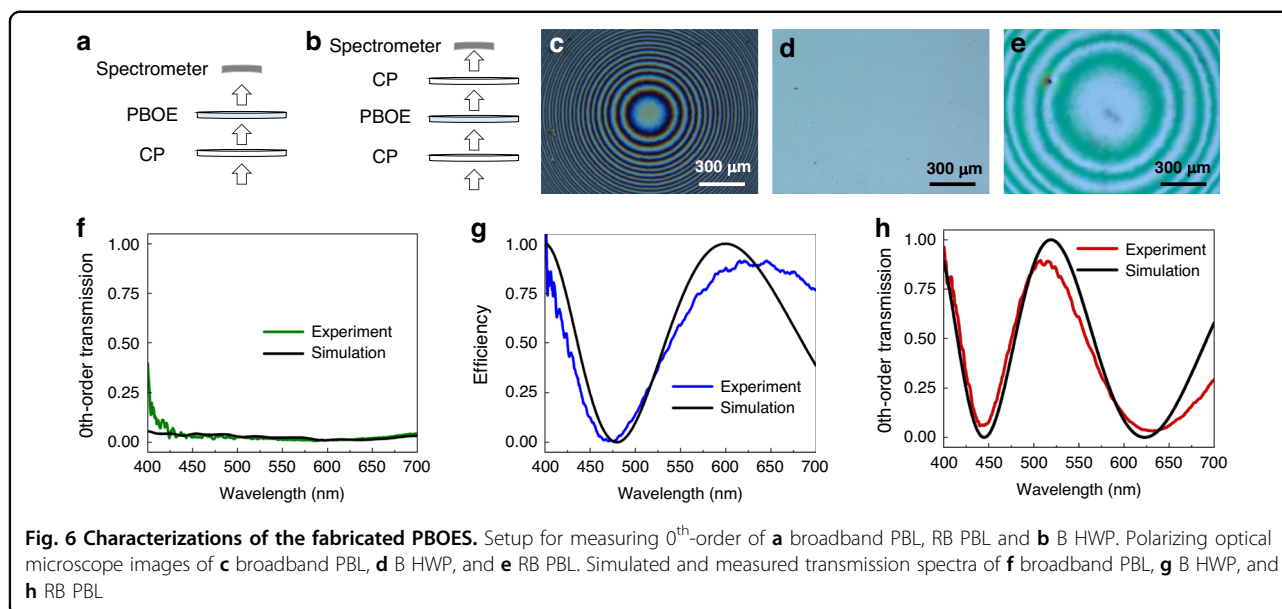 a
Spectrometer
PBOE
CP
b
Spectrometer
CP
PBOE
CP
c
300 μm
d
300 μm
e
300 μm
f
0th-order transmission
1.00
0.75
0.50
0.25
0.00
Experiment
Simulation
400 450 500 550 600 650 700
Wavelength (nm)
g
Efficiency
1.00
0.75
0.50
0.25
0.00
Experiment
Simulation
400 450 500 550 600 650 700
Wavelength (nm)
h
0th-order transmission
1.00
0.75
0.50
0.25
0.00
Experiment
Simulation
400 450 500 550 600 650 700
Wavelength (nm)
Fig. 6 Characterizations of the fabricated PBOES. Setup for measuring 0th-order of a broadband PBL, RB PBL and b B HWP. Polarizing optical
microscope images of c broadband PBL, d B HWP, and e RB PBL. Simulated and measured transmission spectra of f broadband PBL, g B HWP, and
h RB PBL